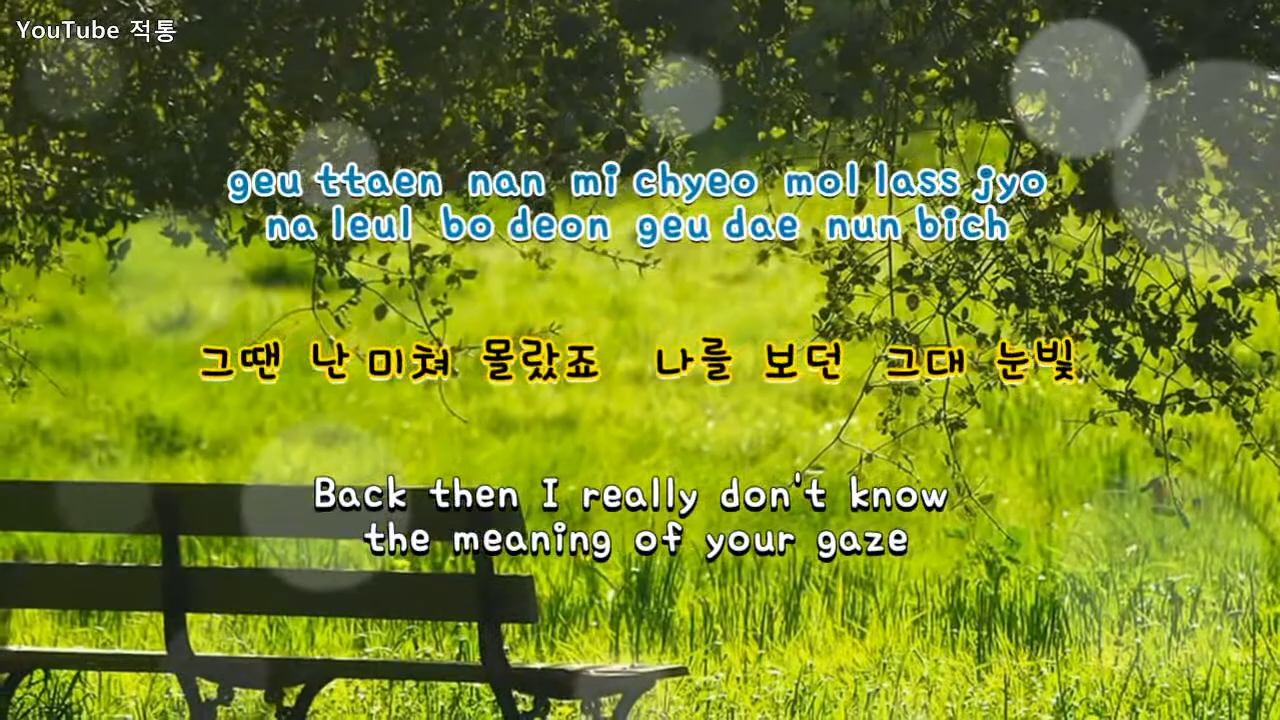 YouTube 적통
geu ttaen nan mi chyeo mol lass jyo
na leul bo deon geu dae nun bich
그땐 난 미쳐 몰랐죠 나를 보던 그대 눈빛
Back then I really don't know
the meaning of your gaze